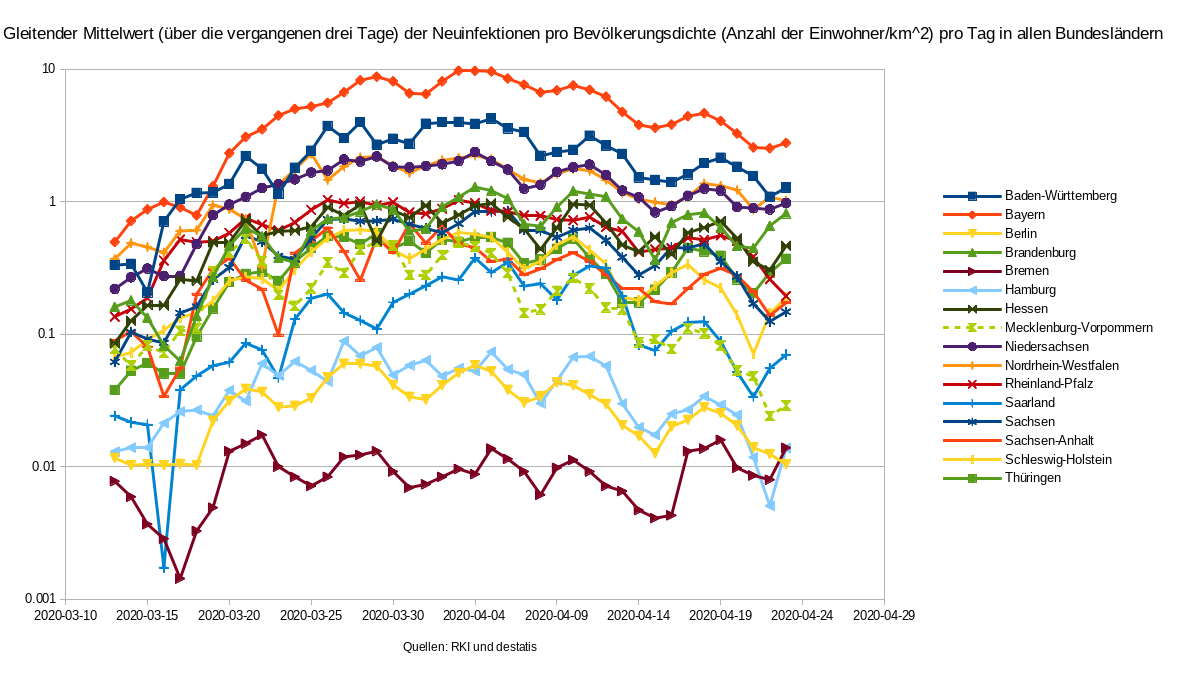 Gleitender Mittelwert (über die vergangenen drei Tage) der Neuinfektionen pro Bevölkerungsdichte (Anzahl der Einwohner/km^2) pro Tag in allen Bundesländern
10
1
0.1
0.01
0.001
2020-03-10 2020-03-15 2020-03-20 2020-03-25 2020-03-30 2020-04-04 2020-04-09 2020-04-14 2020-04-19 2020-04-24 2020-04-29
Quellen: RKI und destatis
Baden-Württemberg
Bayern
Berlin
Brandenburg
Bremen
Hamburg
Hessen
Mecklenburg-Vorpommern
Niedersachsen
Nordrhein-Westfalen
Rheinland-Pfalz
Saarland
Sachsen
Sachsen-Anhalt
Schleswig-Holstein
Thüringen